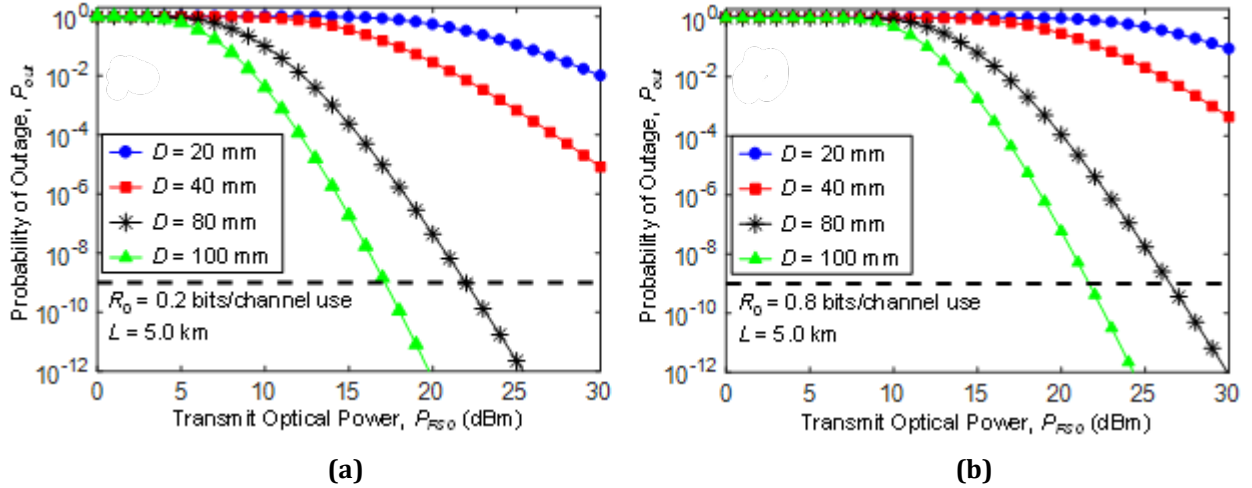 10^0
10^-2
10^-4
10^-6
10^-8
10^-10
10^-12
Probability of Outage, P_out
D = 20 mm
D = 40 mm
D = 80 mm
D = 100 mm
R_0 = 0.2 bits/channel use
L = 5.0 km
0 5 10 15 20 25 30
Transmit Optical Power, P_FSO (dBm)
(a)
10^0
10^-2
10^-4
10^-6
10^-8
10^-10
10^-12
Probability of Outage, P_out
D = 20 mm
D = 40 mm
D = 80 mm
D = 100 mm
R_0 = 0.8 bits/channel use
L = 5.0 km
0 5 10 15 20 25 30
Transmit Optical Power, P_FSO (dBm)
(b)